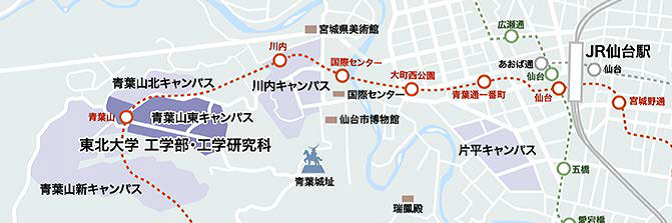 広瀬通
宮城県美術館
JR仙台駅
川内
国際センター
あおば通
仙台
仙台
青葉山北キャンパス
大町西公園
川内キャンパス
国際センター
青葉通一番町
仙台
宮城野通
青葉山
青葉山東キャンパス
仙台市博物館
東北大学 工学部・工学研究科
片平キャンパス
五橋
青葉山新キャンパス
青葉城址
瑞鳳殿
愛宕橋